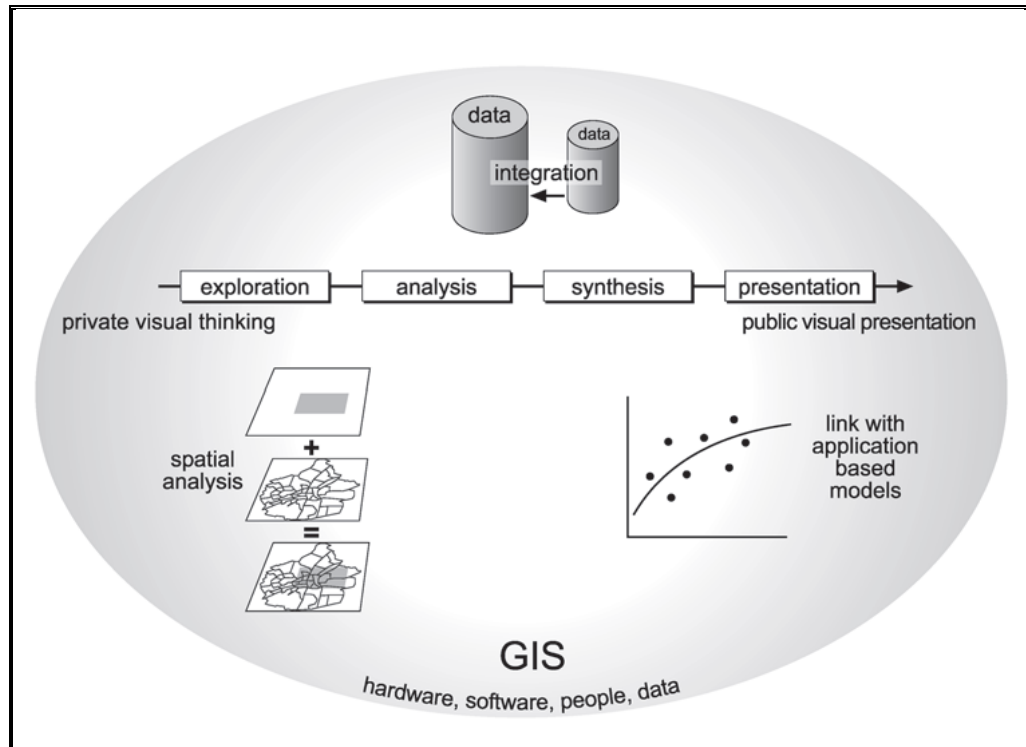 data
data
integration
exploration
analysis
synthesis
presentation
private visual thinking
public visual presentation
+
spatial
analysis
=
link with
application
based
models
GIS
hardware, software, people, data